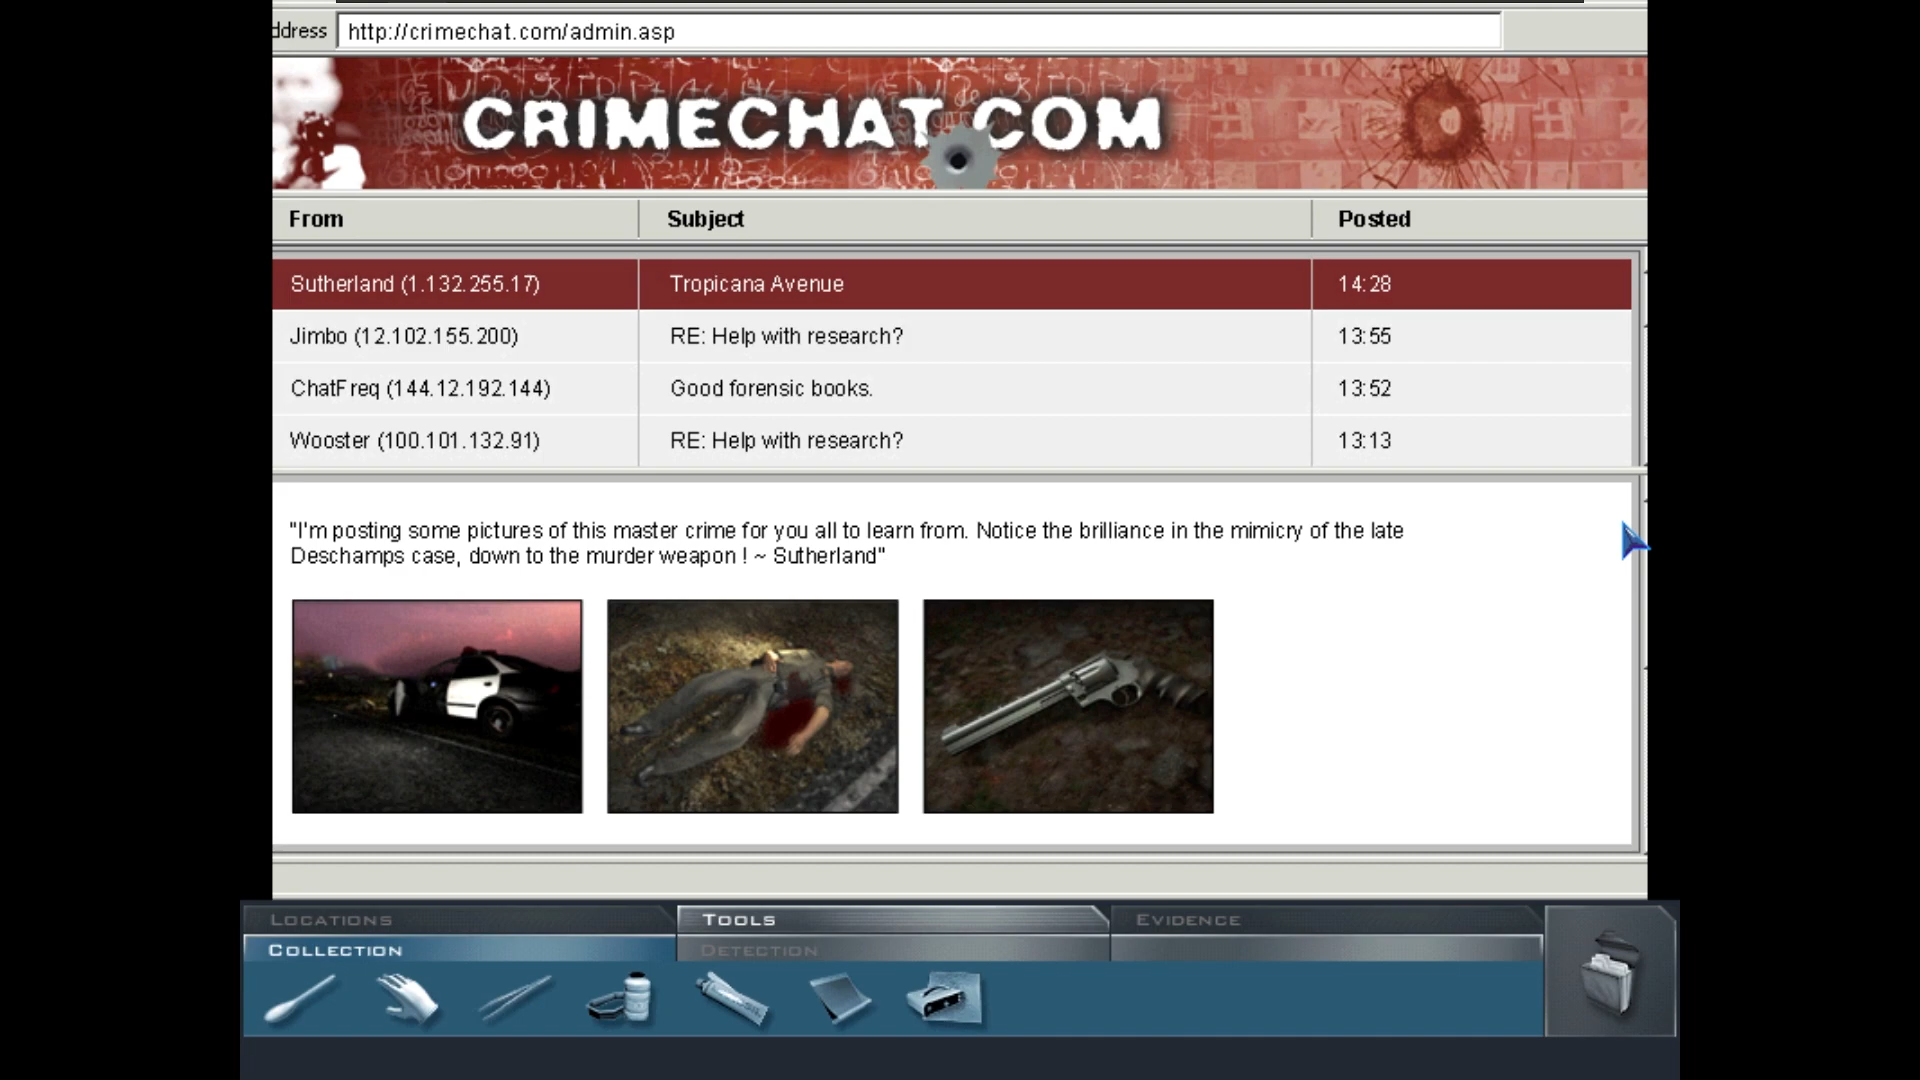 ddress http://crimechat.com/admin.asp
CRIMECHAT.COM
From Subject Posted
Sutherland (1.132.255.17) Tropicana Avenue 14:28
Jimbo (12.102.155.200) RE: Help with research? 13:55
ChatFreq (144.12.192.144) Good forensic books. 13:52
Wooster (100.101.132.91) RE: Help with research? 13:13
"I'm posting some pictures of this master crime for you all to learn from. Notice the brilliance in the mimicry of the late
Deschamps case, down to the murder weapon ! ~ Sutherland"
LOCATIONS TOOLS EVIDENCE
COLLECTION DETECTION